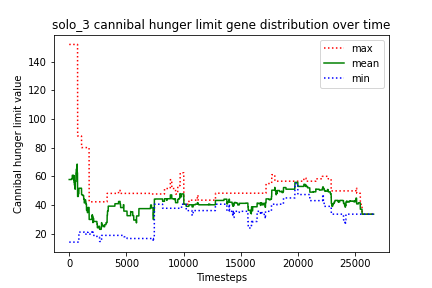 solo_3 cannibal hunger limit gene distribution over time
max
mean
min
Cannibal hunger limit value
140
120
100
80
60
40
20
0
5000
10000
15000
20000
25000
Timesteps